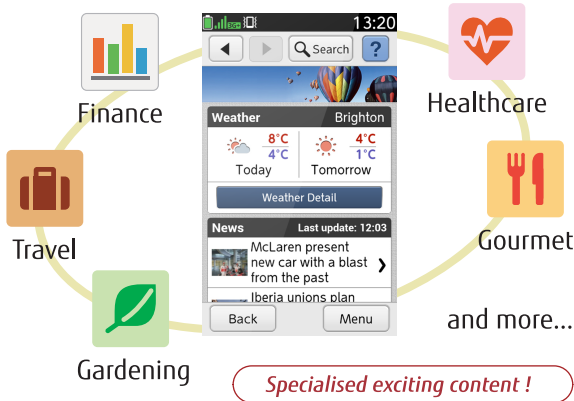 3G+ 13:20
Search ?
Finance
Healthcare
Weather Brighton
8°C 4°C
4°C 1°C
Today Tomorrow
Weather Detail
Travel
Gourmet
News Last update: 12:03
McLaren present
new car with a blast
from the past
Iberia unions plan
Back Menu
and more...
Gardening
Specialised exciting content !